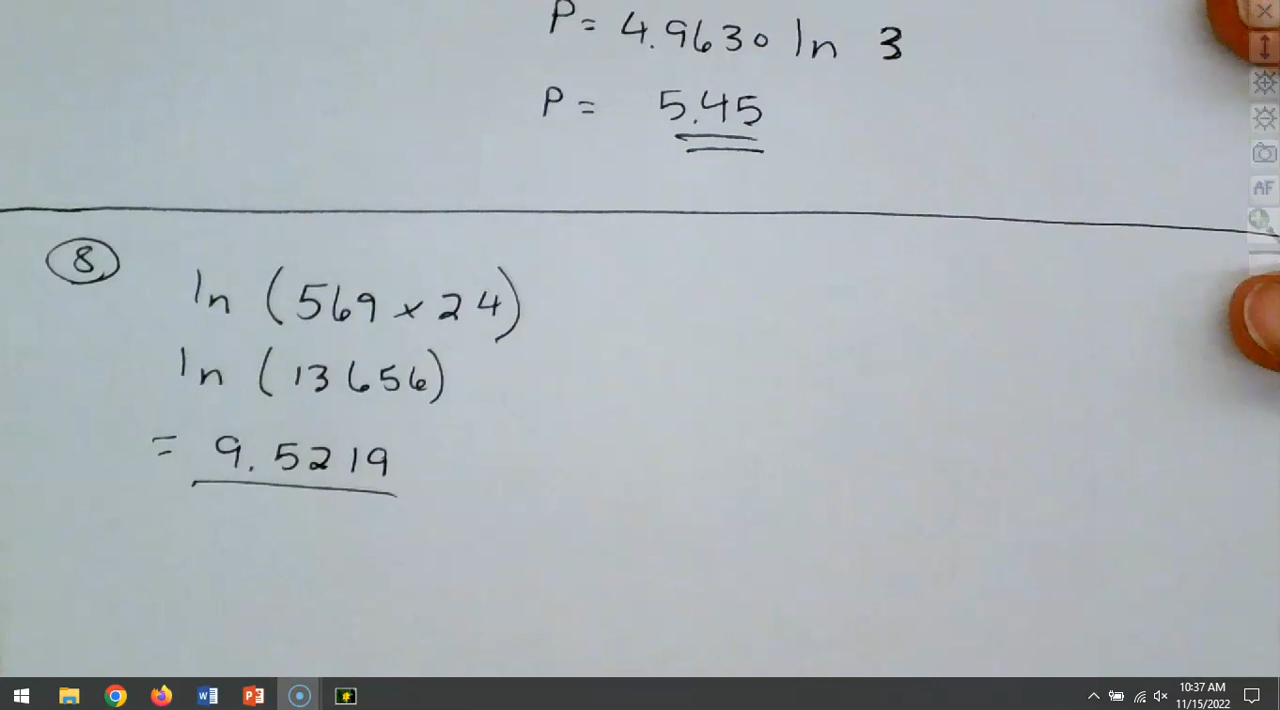 P = 4.9630 ln 3
P = 5.45
8
ln (569 × 24)
ln (13656)
= 9.5219
AF
10:37 AM
11/15/2022